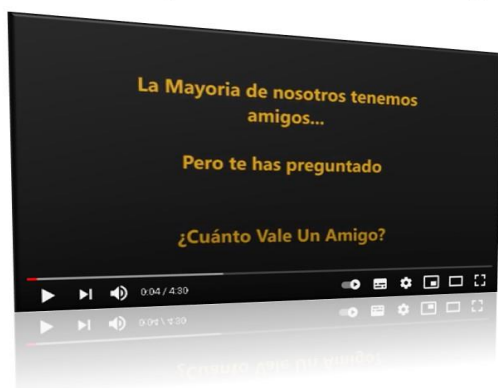 La Mayoria de nosotros tenemos
amigos...
Pero te has preguntado
¿Cuánto Vale Un Amigo?
0:04 / 4:30